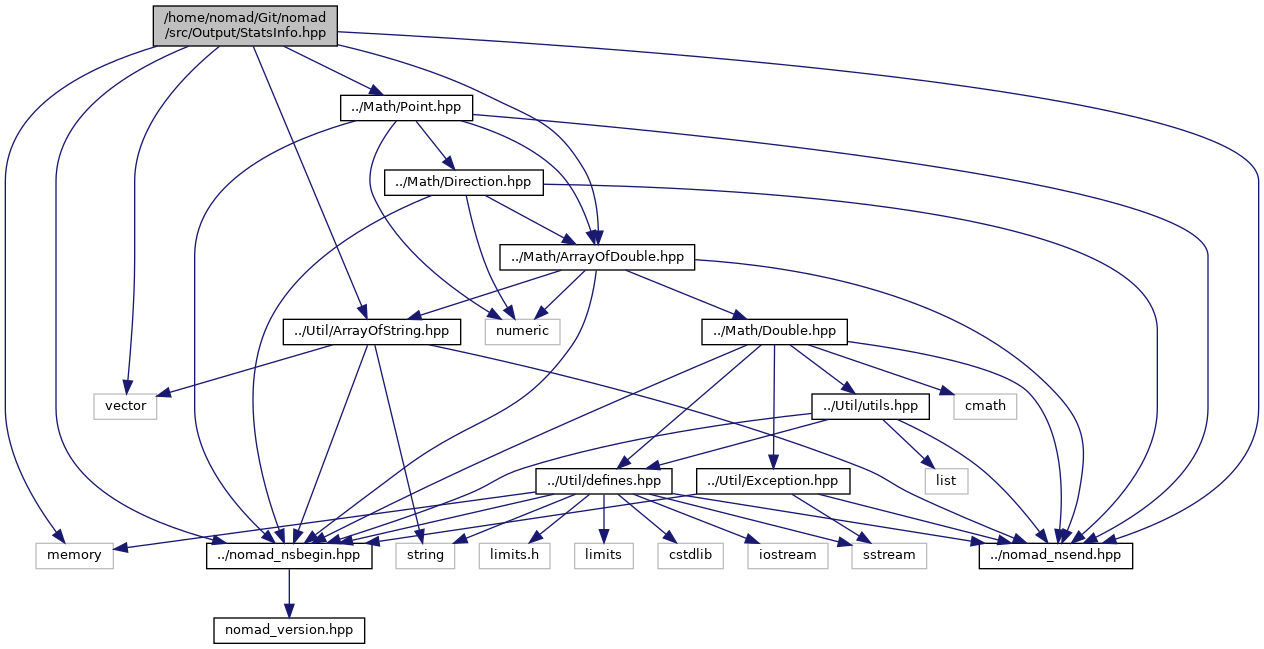 /home/nomad/Git/nomad
/src/Output/StatsInfo.hpp
../Math/Point.hpp
../Math/Direction.hpp
../Math/ArrayOfDouble.hpp
../Util/ArrayOfString.hpp
numeric
../Math/Double.hpp
vector
../Util/utils.hpp
cmath
../Util/defines.hpp
../Util/Exception.hpp
list
memory
../nomad_nsbegin.hpp
string
limits.h
limits
cstdlib
iostream
sstream
../nomad_nsend.hpp
nomad_version.hpp